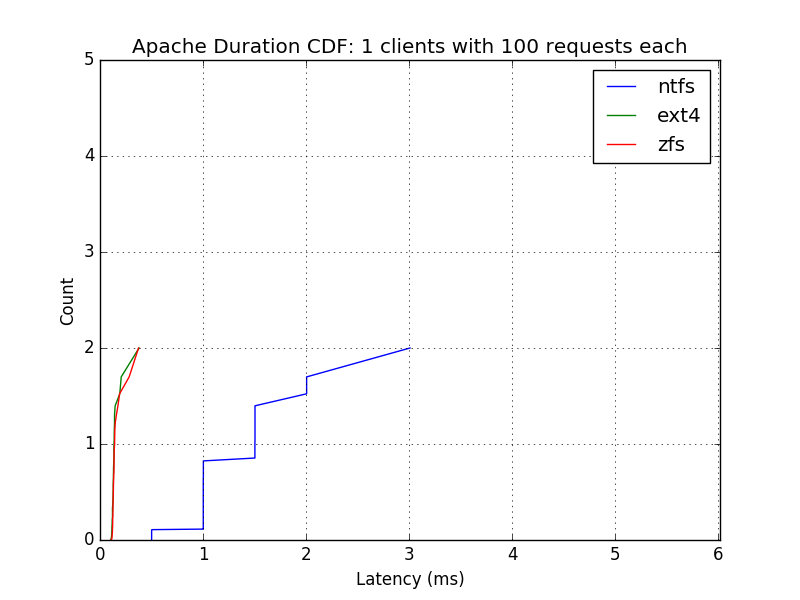 Apache Duration CDF: 1 clients with 100 requests each
5
4
3
2
1
0
Count
ntfs
ext4
zfs
0 1 2 3 4 5 6
Latency (ms)